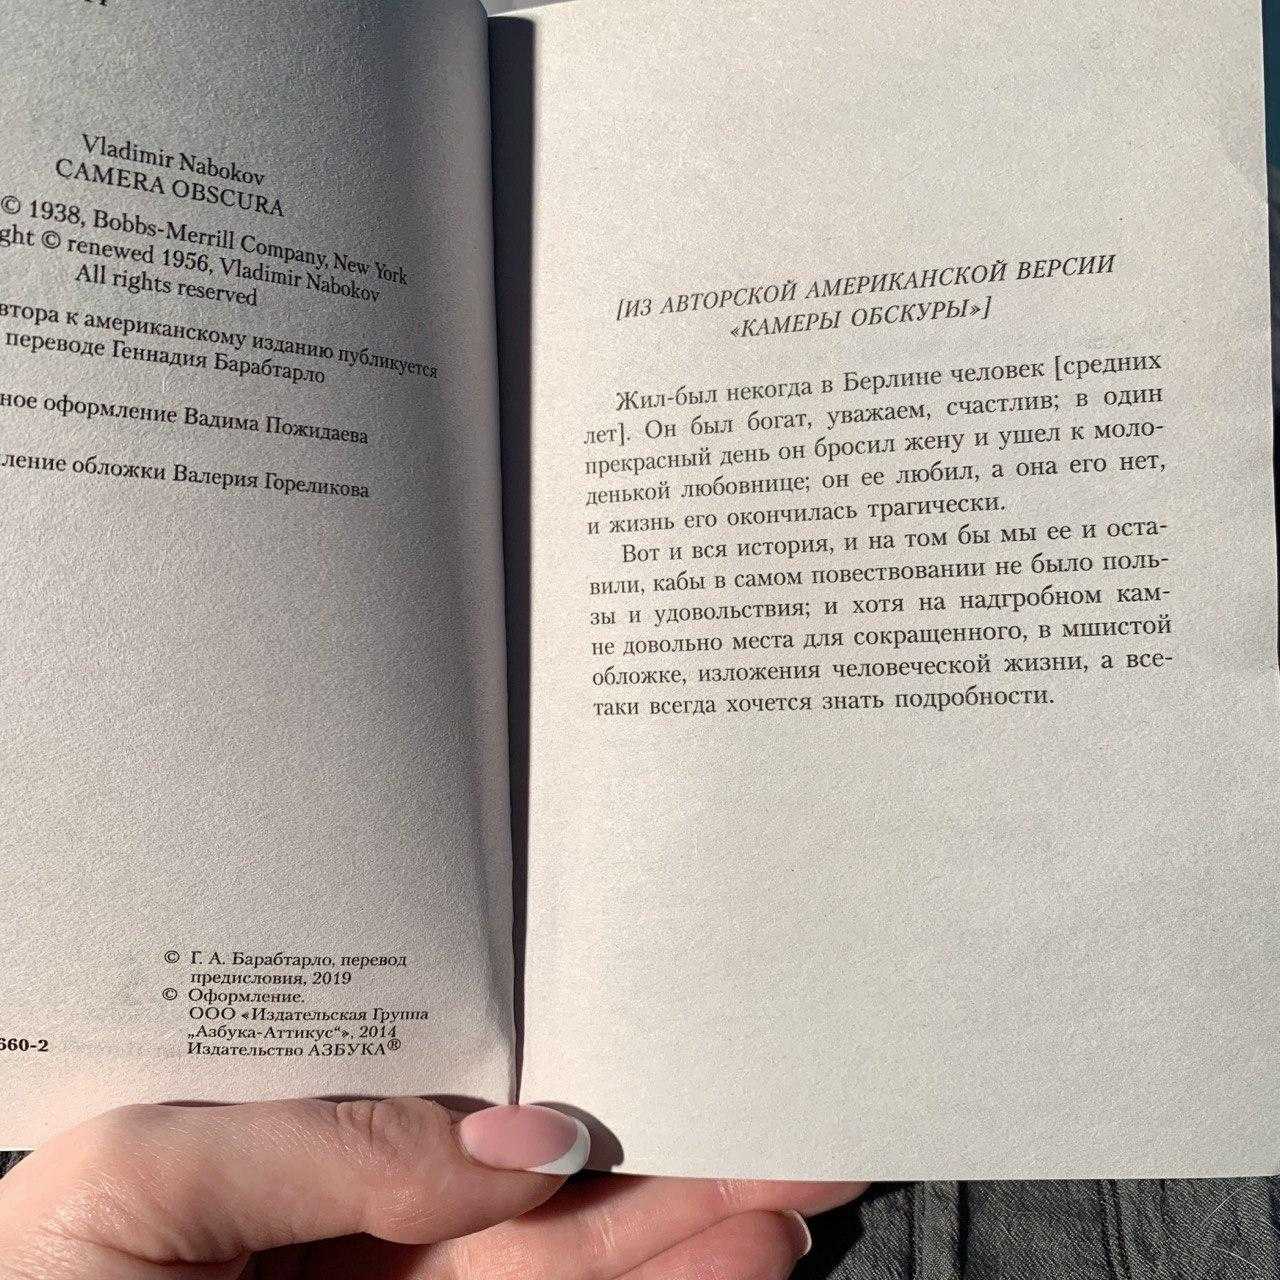 Vladimir Nabokov
CAMERA OBSCURA
© 1938, Bobbs-Merrill Company, New York
© renewed 1956, Vladimir Nabokov
All rights reserved
к американскому изданию публикуется
переводе Геннадия Барабтарло
оформление Вадима Пожидаева
обложки Валерия Гореликова
© Г. А. Барабтарло, перевод
предисловия, 2019
© Оформление.
ООО «Издательская Группа
„Азбука-Аттикус“», 2014
Издательство АЗБУКА®
660-2
[ИЗ АВТОРСКОЙ АМЕРИКАНСКОЙ ВЕРСИИ
«КАМЕРЫ ОБСКУРЫ»]
Жил-был некогда в Берлине человек [средних
лет]. Он был богат, уважаем, счастлив; в один
прекрасный день он бросил жену и ушел к моло-
денькой любовнице; он ее любил, а она его нет,
и жизнь его окончилась трагически.
Вот и вся история, и на том бы мы ее и оста-
вили, кабы в самом повествовании не было поль-
зы и удовольствия; и хотя на надгробном кам-
не довольно места для сокращенного, в мшистой
обложке, изложения человеческой жизни, а все-
таки всегда хочется знать подробности.